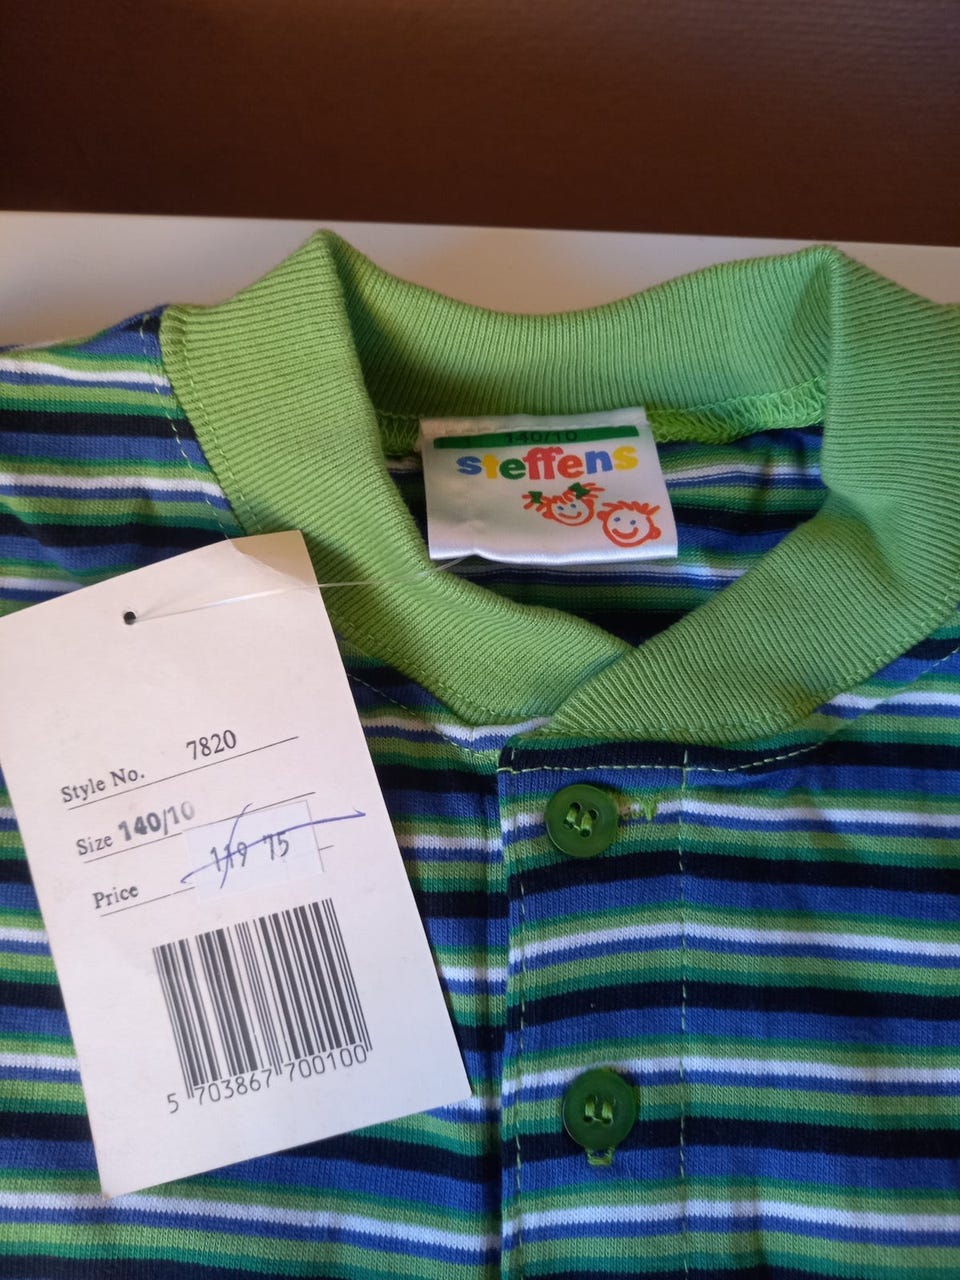 140/10
steffens
Style No. 7820
Size 140/10
Price 119 75
5 703867 700100